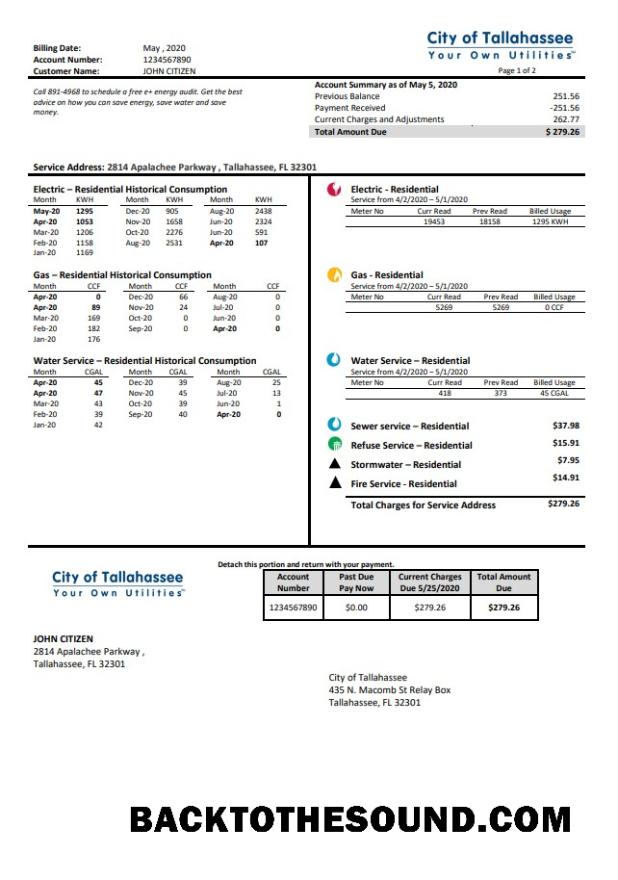 City of Tallahassee
Your Own Utilities™
Page 1 of 2
Billing Date: May , 2020
Account Number: 1234567890
Customer Name: JOHN CITIZEN
Call 891-4968 to schedule a free e+ energy audit. Get the best
advice on how you can save energy, save water and save
money.
Account Summary as of May 5, 2020
Previous Balance 251.56
Payment Received -251.56
Current Charges and Adjustments 262.77
Total Amount Due $ 279.26
Service Address: 2814 Apalachee Parkway , Tallahassee, FL 32301
Electric – Residential Historical Consumption
Month KWH Month KWH Month KWH
May-20 1295 Dec-20 905 Aug-20 2438
Apr-20 1053 Nov-20 1658 Jun-20 2324
Mar-20 1206 Oct-20 2276 Jun-20 591
Feb-20 1158 Aug-20 2531 Apr-20 107
Jan-20 1169
Gas – Residential Historical Consumption
Month CCF Month CCF Month CCF
Apr-20 0 Dec-20 66 Aug-20 0
Apr-20 89 Nov-20 24 Jul-20 0
Mar-20 169 Oct-20 0 Jun-20 0
Feb-20 182 Sep-20 0 Apr-20 0
Jan-20 176
Water Service – Residential Historical Consumption
Month CGAL Month CGAL Month CGAL
Apr-20 45 Dec-20 39 Aug-20 25
Apr-20 47 Nov-20 45 Jul-20 13
Mar-20 43 Oct-20 39 Jun-20 1
Feb-20 39 Sep-20 40 Apr-20 0
Jan-20 42
Electric - Residential
Service from 4/2/2020 – 5/1/2020
Meter No Curr Read Prev Read Billed Usage
19453 18158 1295 KWH
Gas - Residential
Service from 4/2/2020 – 5/1/2020
Meter No Curr Read Prev Read Billed Usage
5269 5269 0 CCF
Water Service – Residential
Service from 4/2/2020 – 5/1/2020
Meter No Curr Read Prev Read Billed Usage
418 373 45 CGAL
Sewer service – Residential $37.98
Refuse Service – Residential $15.91
Stormwater – Residential $7.95
Fire Service - Residential $14.91
Total Charges for Service Address $279.26
Detach this portion and return with your payment.
City of Tallahassee
Your Own Utilities™
Account Number Past Due Pay Now Current Charges Due 5/25/2020 Total Amount Due
1234567890 $0.00 $279.26 $279.26
JOHN CITIZEN
2814 Apalachee Parkway ,
Tallahassee, FL 32301
City of Tallahassee
435 N. Macomb St Relay Box
Tallahassee, FL 32301
BACKTOTHESOUND.COM